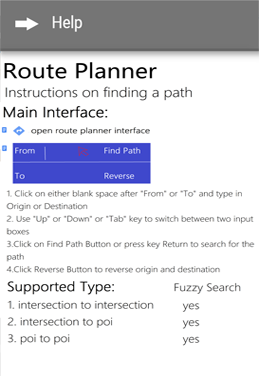 Help
Route Planner
Instructions on finding a path
Main Interface:
open route planner interface
From Find Path
To Reverse
1. Click on either blank space after "From" or "To" and type in
Origin or Destination
2. Use "Up" or "Down" or "Tab" key to switch between two input
boxes
3.Click on Find Path Button or press key Return to search for the
path
4.Click Reverse Button to reverse origin and destination
Supported Type: Fuzzy Search
1. intersection to intersection yes
2. intersection to poi yes
3. poi to poi yes